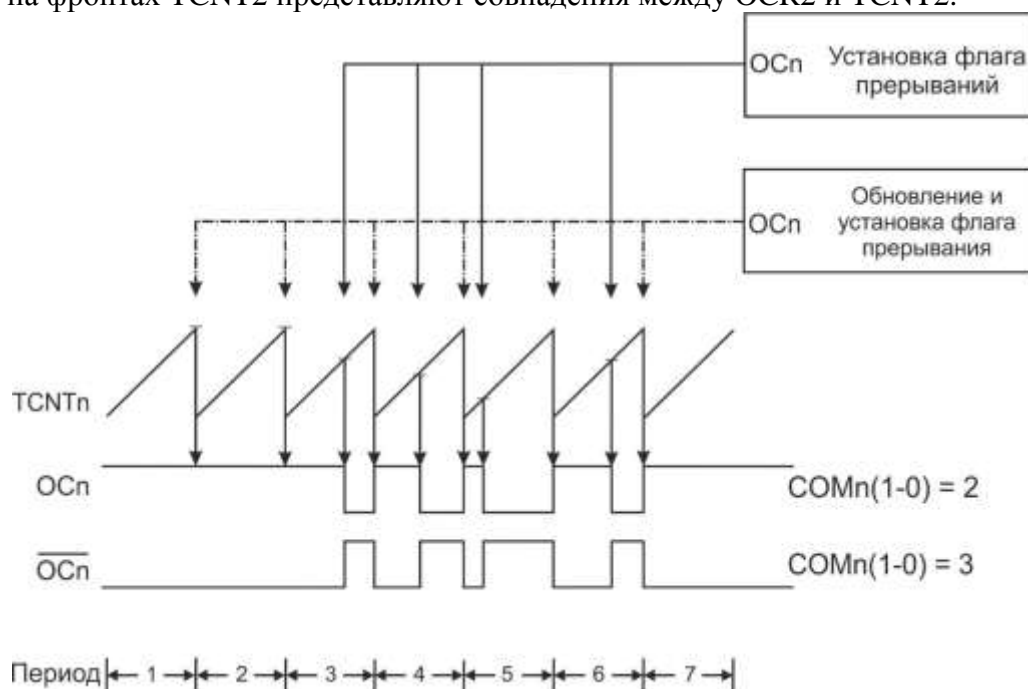 на фронтах TCNT2 представляют совпадения между OCR2 и TCNT2.
OCn Установка флага
прерываний
Обновление и
OCn установка флага
прерывания
TCNTn
OCn COMn(1-0) = 2
OCn COMn(1-0) = 3
Период 1 2 3 4 5 6 7